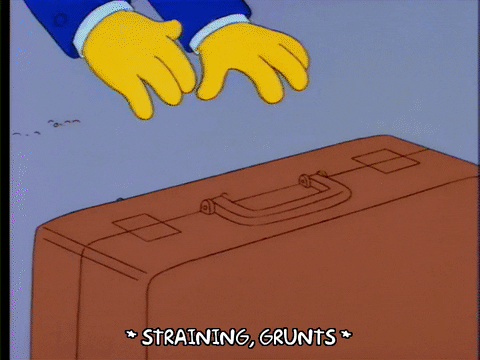 * STRAINING, GRUNTS *